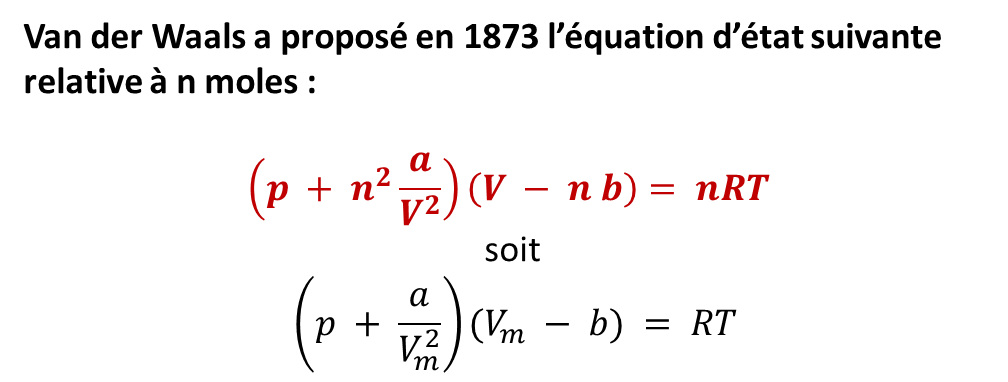 Van der Waals a proposé en 1873 l’équation d’état suivante
relative à n moles :
(p + n² a/V²) (V − n b) = nRT
soit
(p + a/V_m²) (V_m − b) = RT